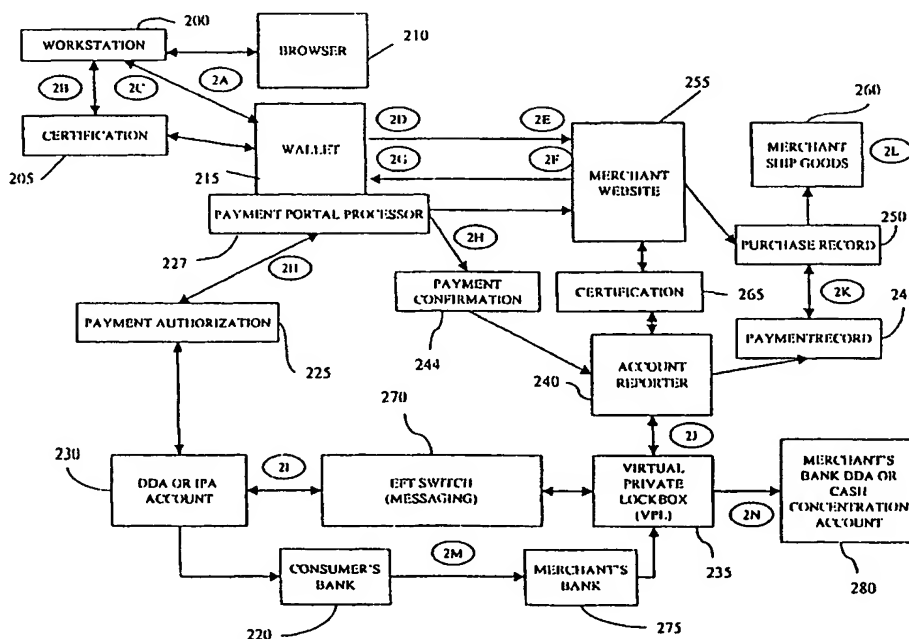 200
WORKSTATION
BROWSER
210
2B
2C
2A
CERTIFICATION
205
WALLET
215
2D
2E
2G
2F
255
MERCHANT
WEBSITE
260
MERCHANT
SHIP GOODS
2L
PAYMENT PORTAL PROCESSOR
227
2H
2H
PURCHASE RECORD
250
PAYMENT
CONFIRMATION
244
CERTIFICATION
265
2K
PAYMENT AUTHORIZATION
225
PAYMENTRECORD
24
ACCOUNT
REPORTER
240
270
2J
230
DDA OR IPA
ACCOUNT
2I
EFT SWITCH
(MESSAGING)
VIRTUAL
PRIVATE
LOCKBOX
(VPL)
235
2N
MERCHANT'S
BANK DDA OR
CASH
CONCENTRATION
ACCOUNT
280
CONSUMER'S
BANK
220
2M
MERCHANT'S
BANK
275